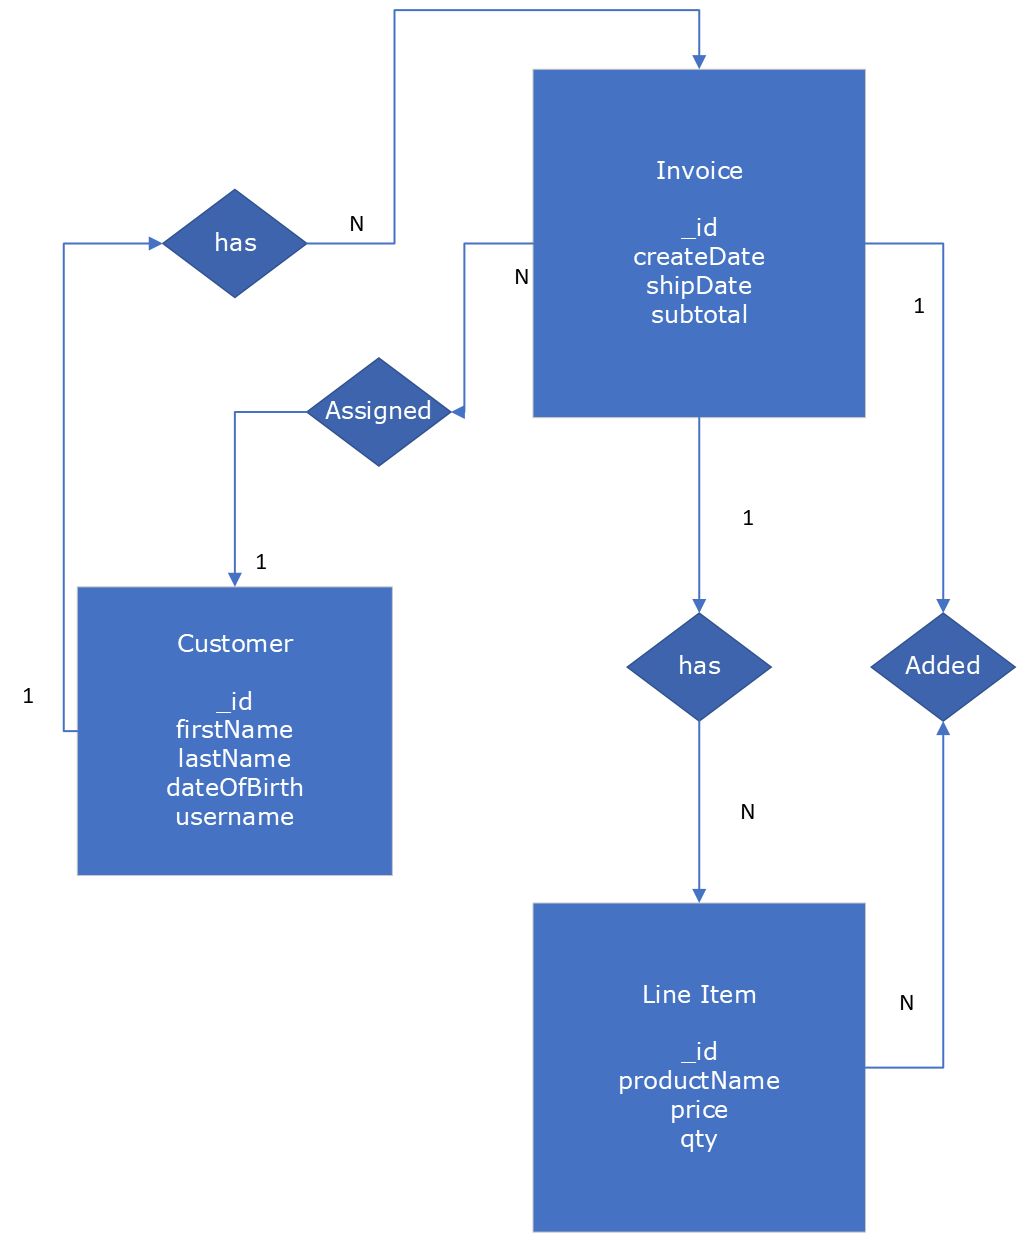 Invoice
_id
createDate
shipDate
subtotal
has
N
N
1
Assigned
1
1
Customer
_id
firstName
lastName
dateOfBirth
username
1
has
Added
N
N
Line Item
_id
productName
price
qty